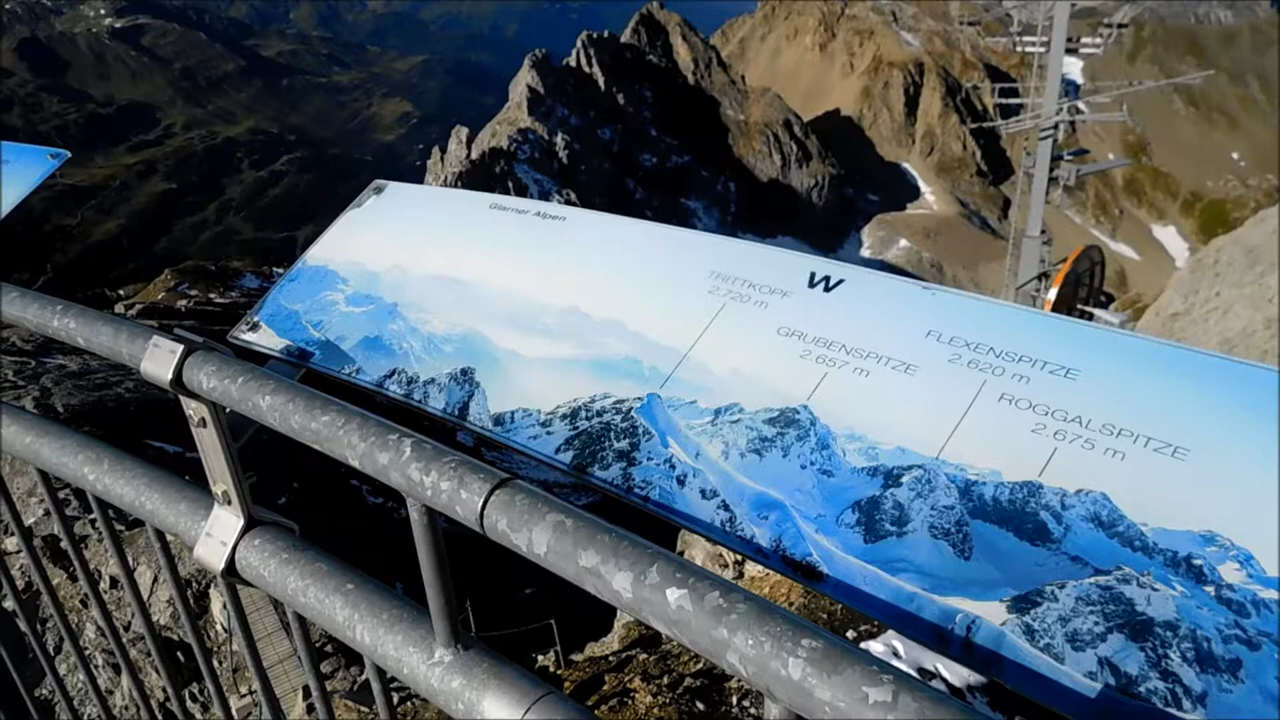 Glarner Alpen
W
TRITTKOPF
2.720 m
GRUBENSPITZE
2.657 m
FLEXENSPITZE
2.620 m
ROGGALSPITZE
2.675 m